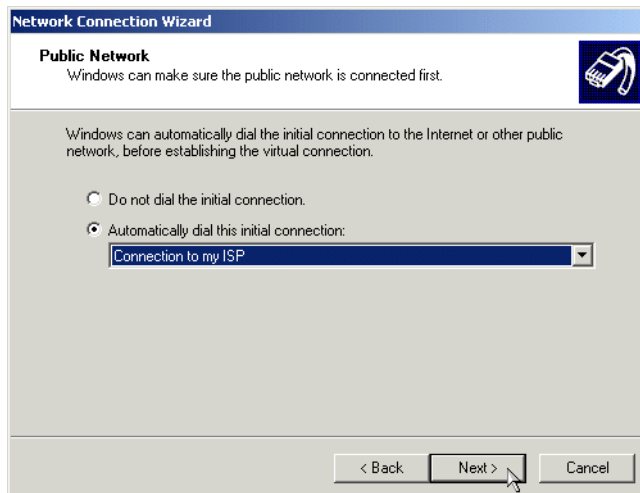 Network Connection Wizard
Public Network
Windows can make sure the public network is connected first.
Windows can automatically dial the initial connection to the Internet or other public
network, before establishing the virtual connection.
Do not dial the initial connection.
Automatically dial this initial connection:
Connection to my ISP
< Back Next > Cancel